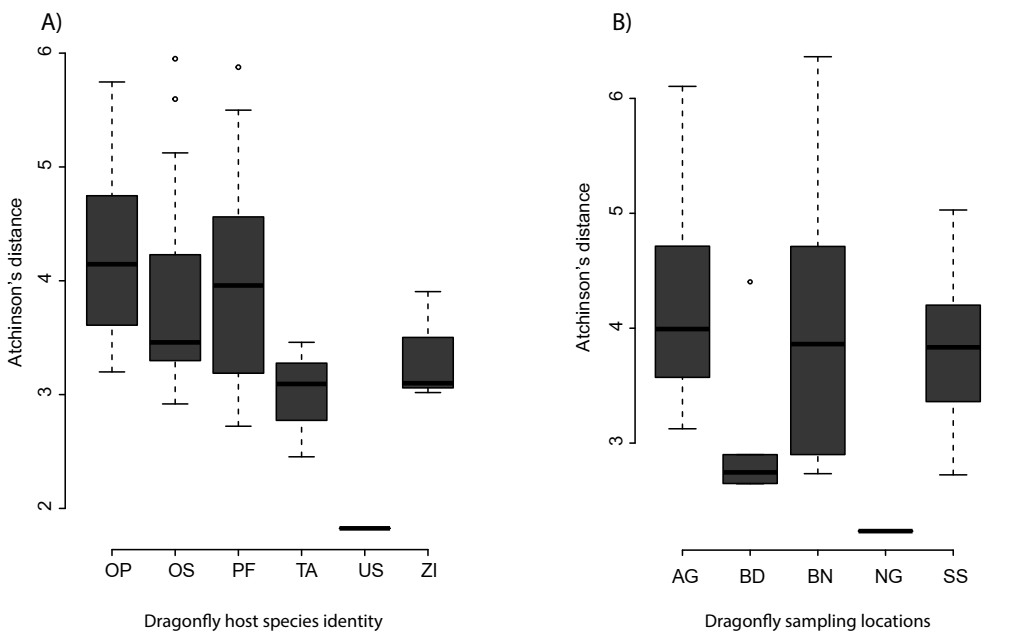 A)
6
5
4
3
2
Atchinson's distance
OP OS PF TA US ZI
Dragonfly host species identity
B)
6
5
4
3
Atchinson's distance
AG BD BN NG SS
Dragonfly sampling locations